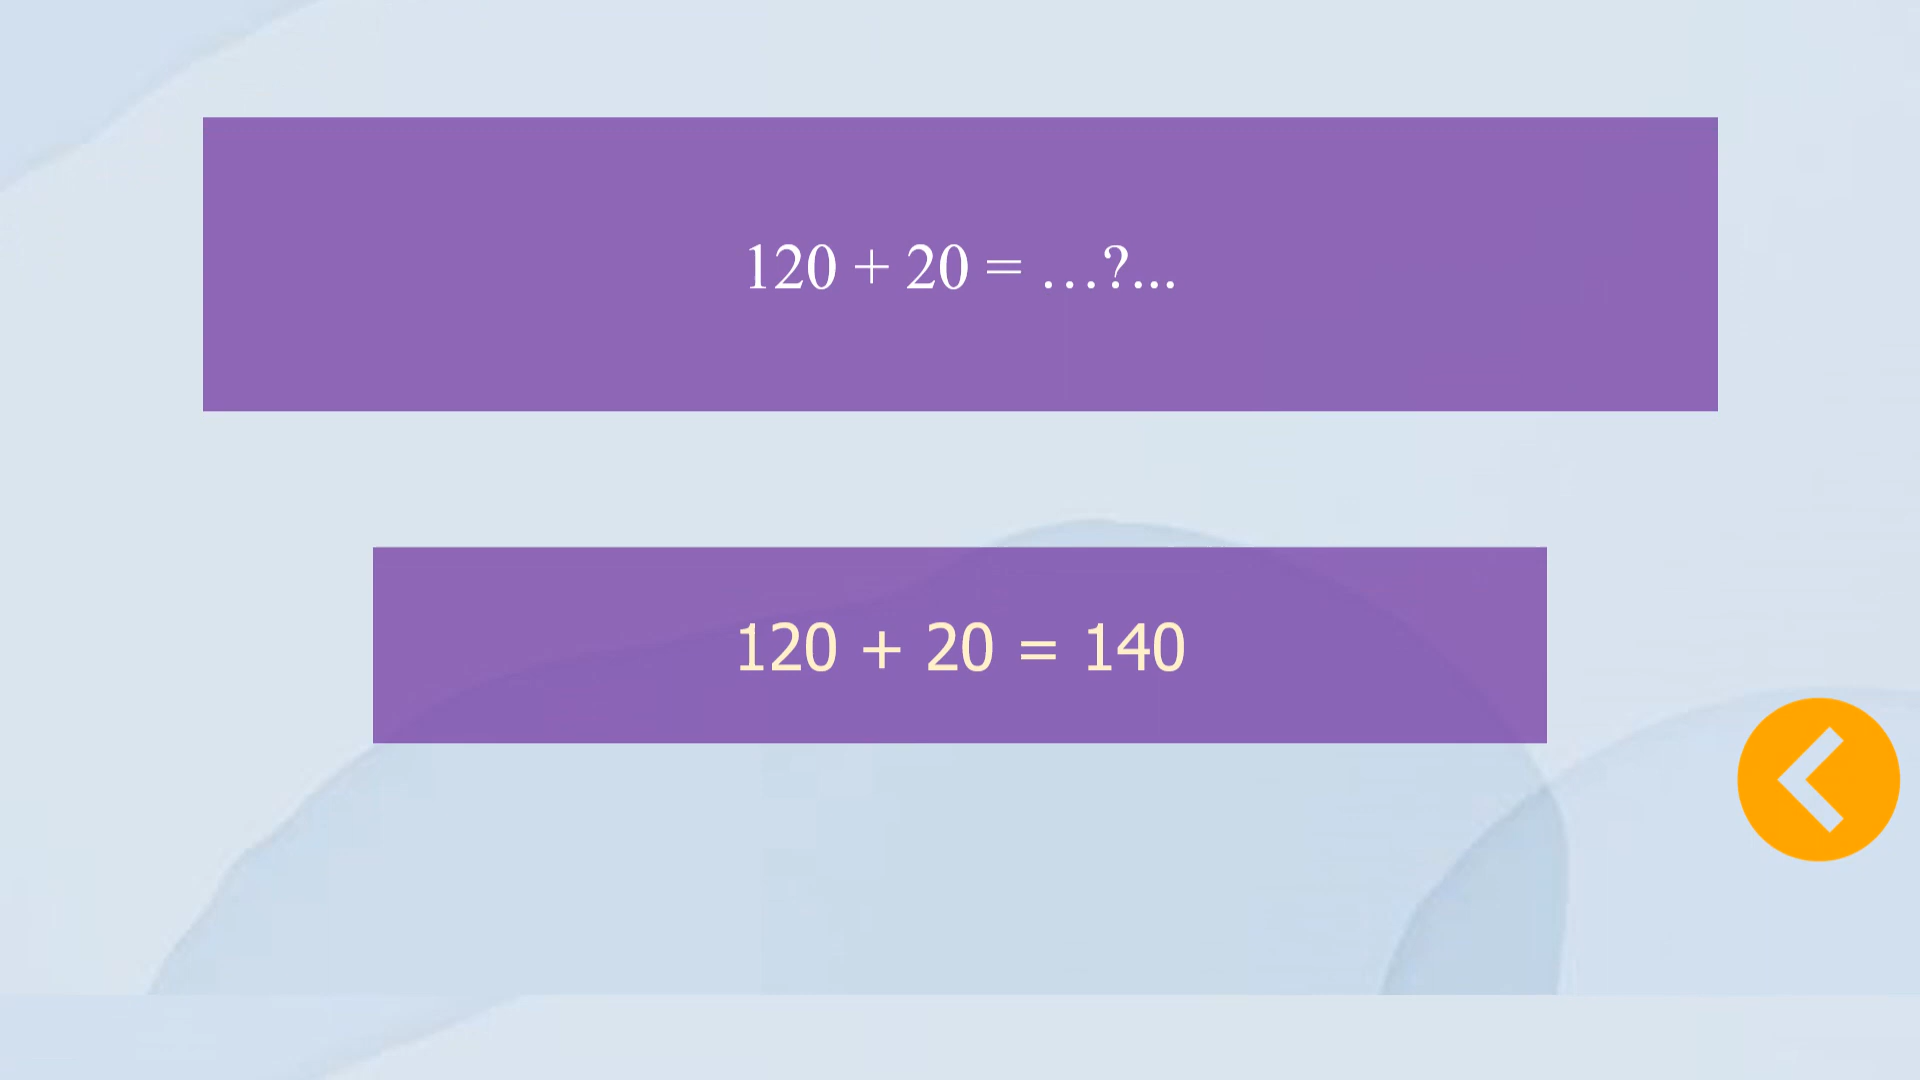 120 + 20 = …?...
120 + 20 = 140